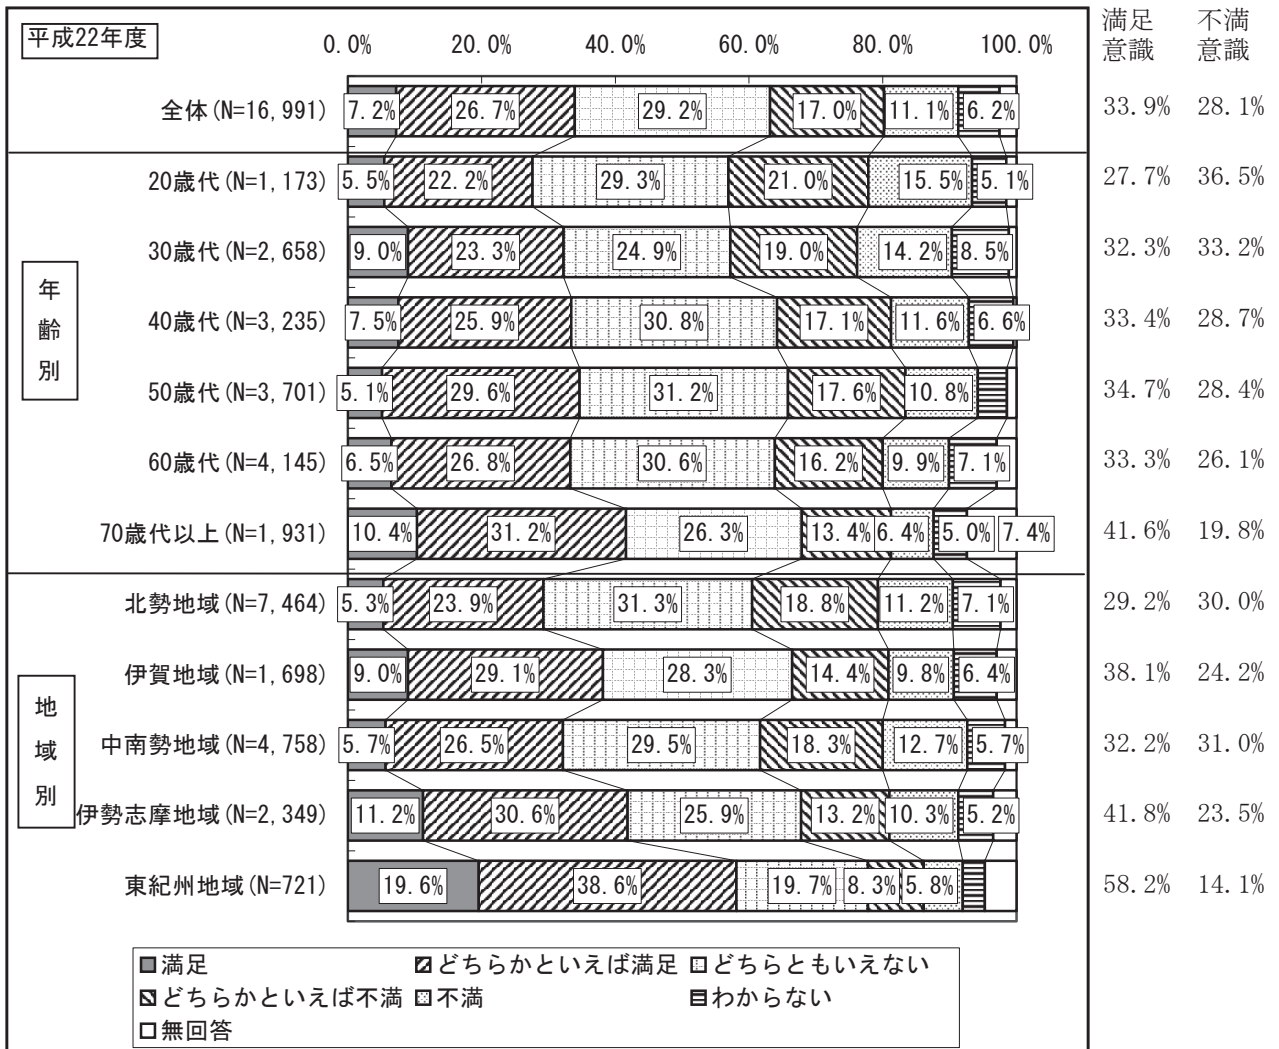 平成22年度
0.0% 20.0% 40.0% 60.0% 80.0% 100.0%
満足意識 不満意識
全体(N=16,991) 7.2% 26.7% 29.2% 17.0% 11.1% 6.2% 33.9% 28.1%
年齢別
20歳代(N=1,173) 5.5% 22.2% 29.3% 21.0% 15.5% 5.1% 27.7% 36.5%
30歳代(N=2,658) 9.0% 23.3% 24.9% 19.0% 14.2% 8.5% 32.3% 33.2%
40歳代(N=3,235) 7.5% 25.9% 30.8% 17.1% 11.6% 6.6% 33.4% 28.7%
50歳代(N=3,701) 5.1% 29.6% 31.2% 17.6% 10.8% 34.7% 28.4%
60歳代(N=4,145) 6.5% 26.8% 30.6% 16.2% 9.9% 7.1% 33.3% 26.1%
70歳代以上(N=1,931) 10.4% 31.2% 26.3% 13.4% 6.4% 5.0% 7.4% 41.6% 19.8%
地域別
北勢地域(N=7,464) 5.3% 23.9% 31.3% 18.8% 11.2% 7.1% 29.2% 30.0%
伊賀地域(N=1,698) 9.0% 29.1% 28.3% 14.4% 9.8% 6.4% 38.1% 24.2%
中南勢地域(N=4,758) 5.7% 26.5% 29.5% 18.3% 12.7% 5.7% 32.2% 31.0%
伊勢志摩地域(N=2,349) 11.2% 30.6% 25.9% 13.2% 10.3% 5.2% 41.8% 23.5%
東紀州地域(N=721) 19.6% 38.6% 19.7% 8.3% 5.8% 58.2% 14.1%
満足 どちらかといえば満足 どちらともいえない
どちらかといえば不満 不満 わからない
無回答